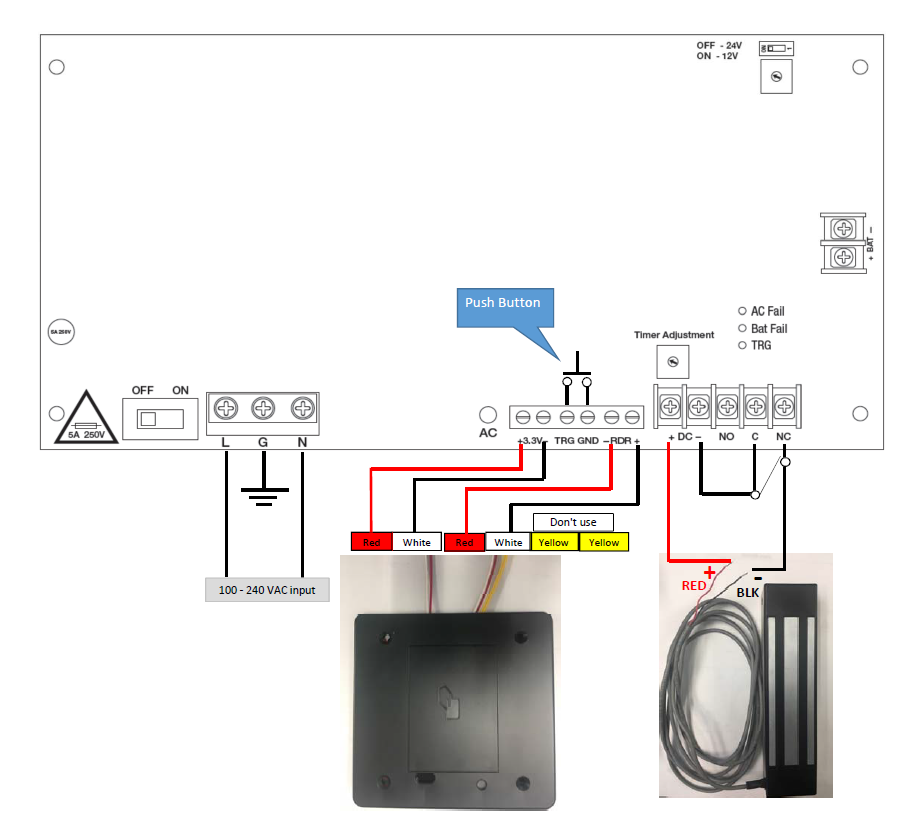 OFF - 24V
ON - 12V
ON 1
BAT
+ −
Push Button
AC Fail
Bat Fail
TRG
5A 250V
Timer Adjustment
OFF ON
5A 250V
AC
L G N
+3.3V- TRG GND −RDR +
+ DC − NO C NC
Don't use
Red White Red White Yellow Yellow
100 - 240 VAC input
+
RED
-
BLK